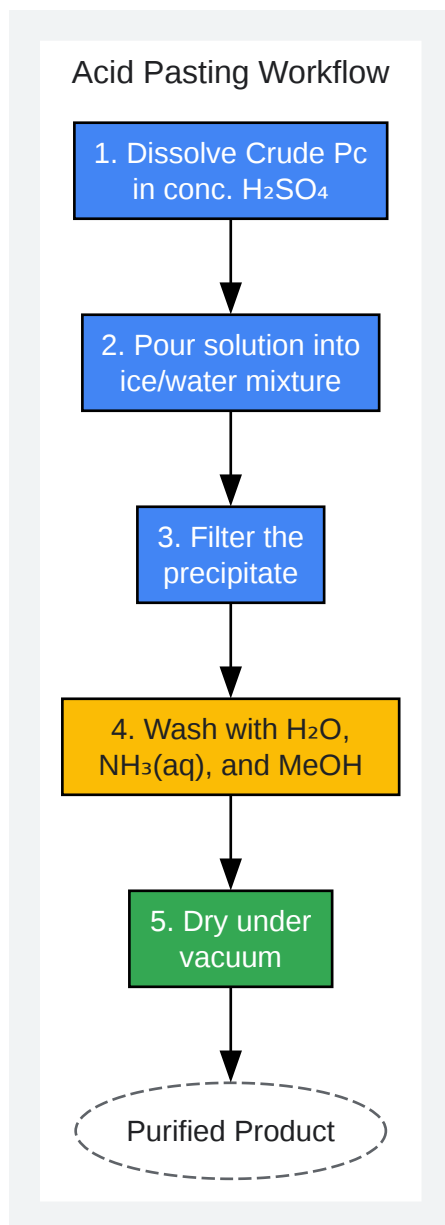 Acid Pasting Workflow
1. Dissolve Crude Pc
in conc. H₂SO₄
2. Pour solution into
ice/water mixture
3. Filter the
precipitate
4. Wash with H₂O,
NH₃(aq), and MeOH
5. Dry under
vacuum
Purified Product